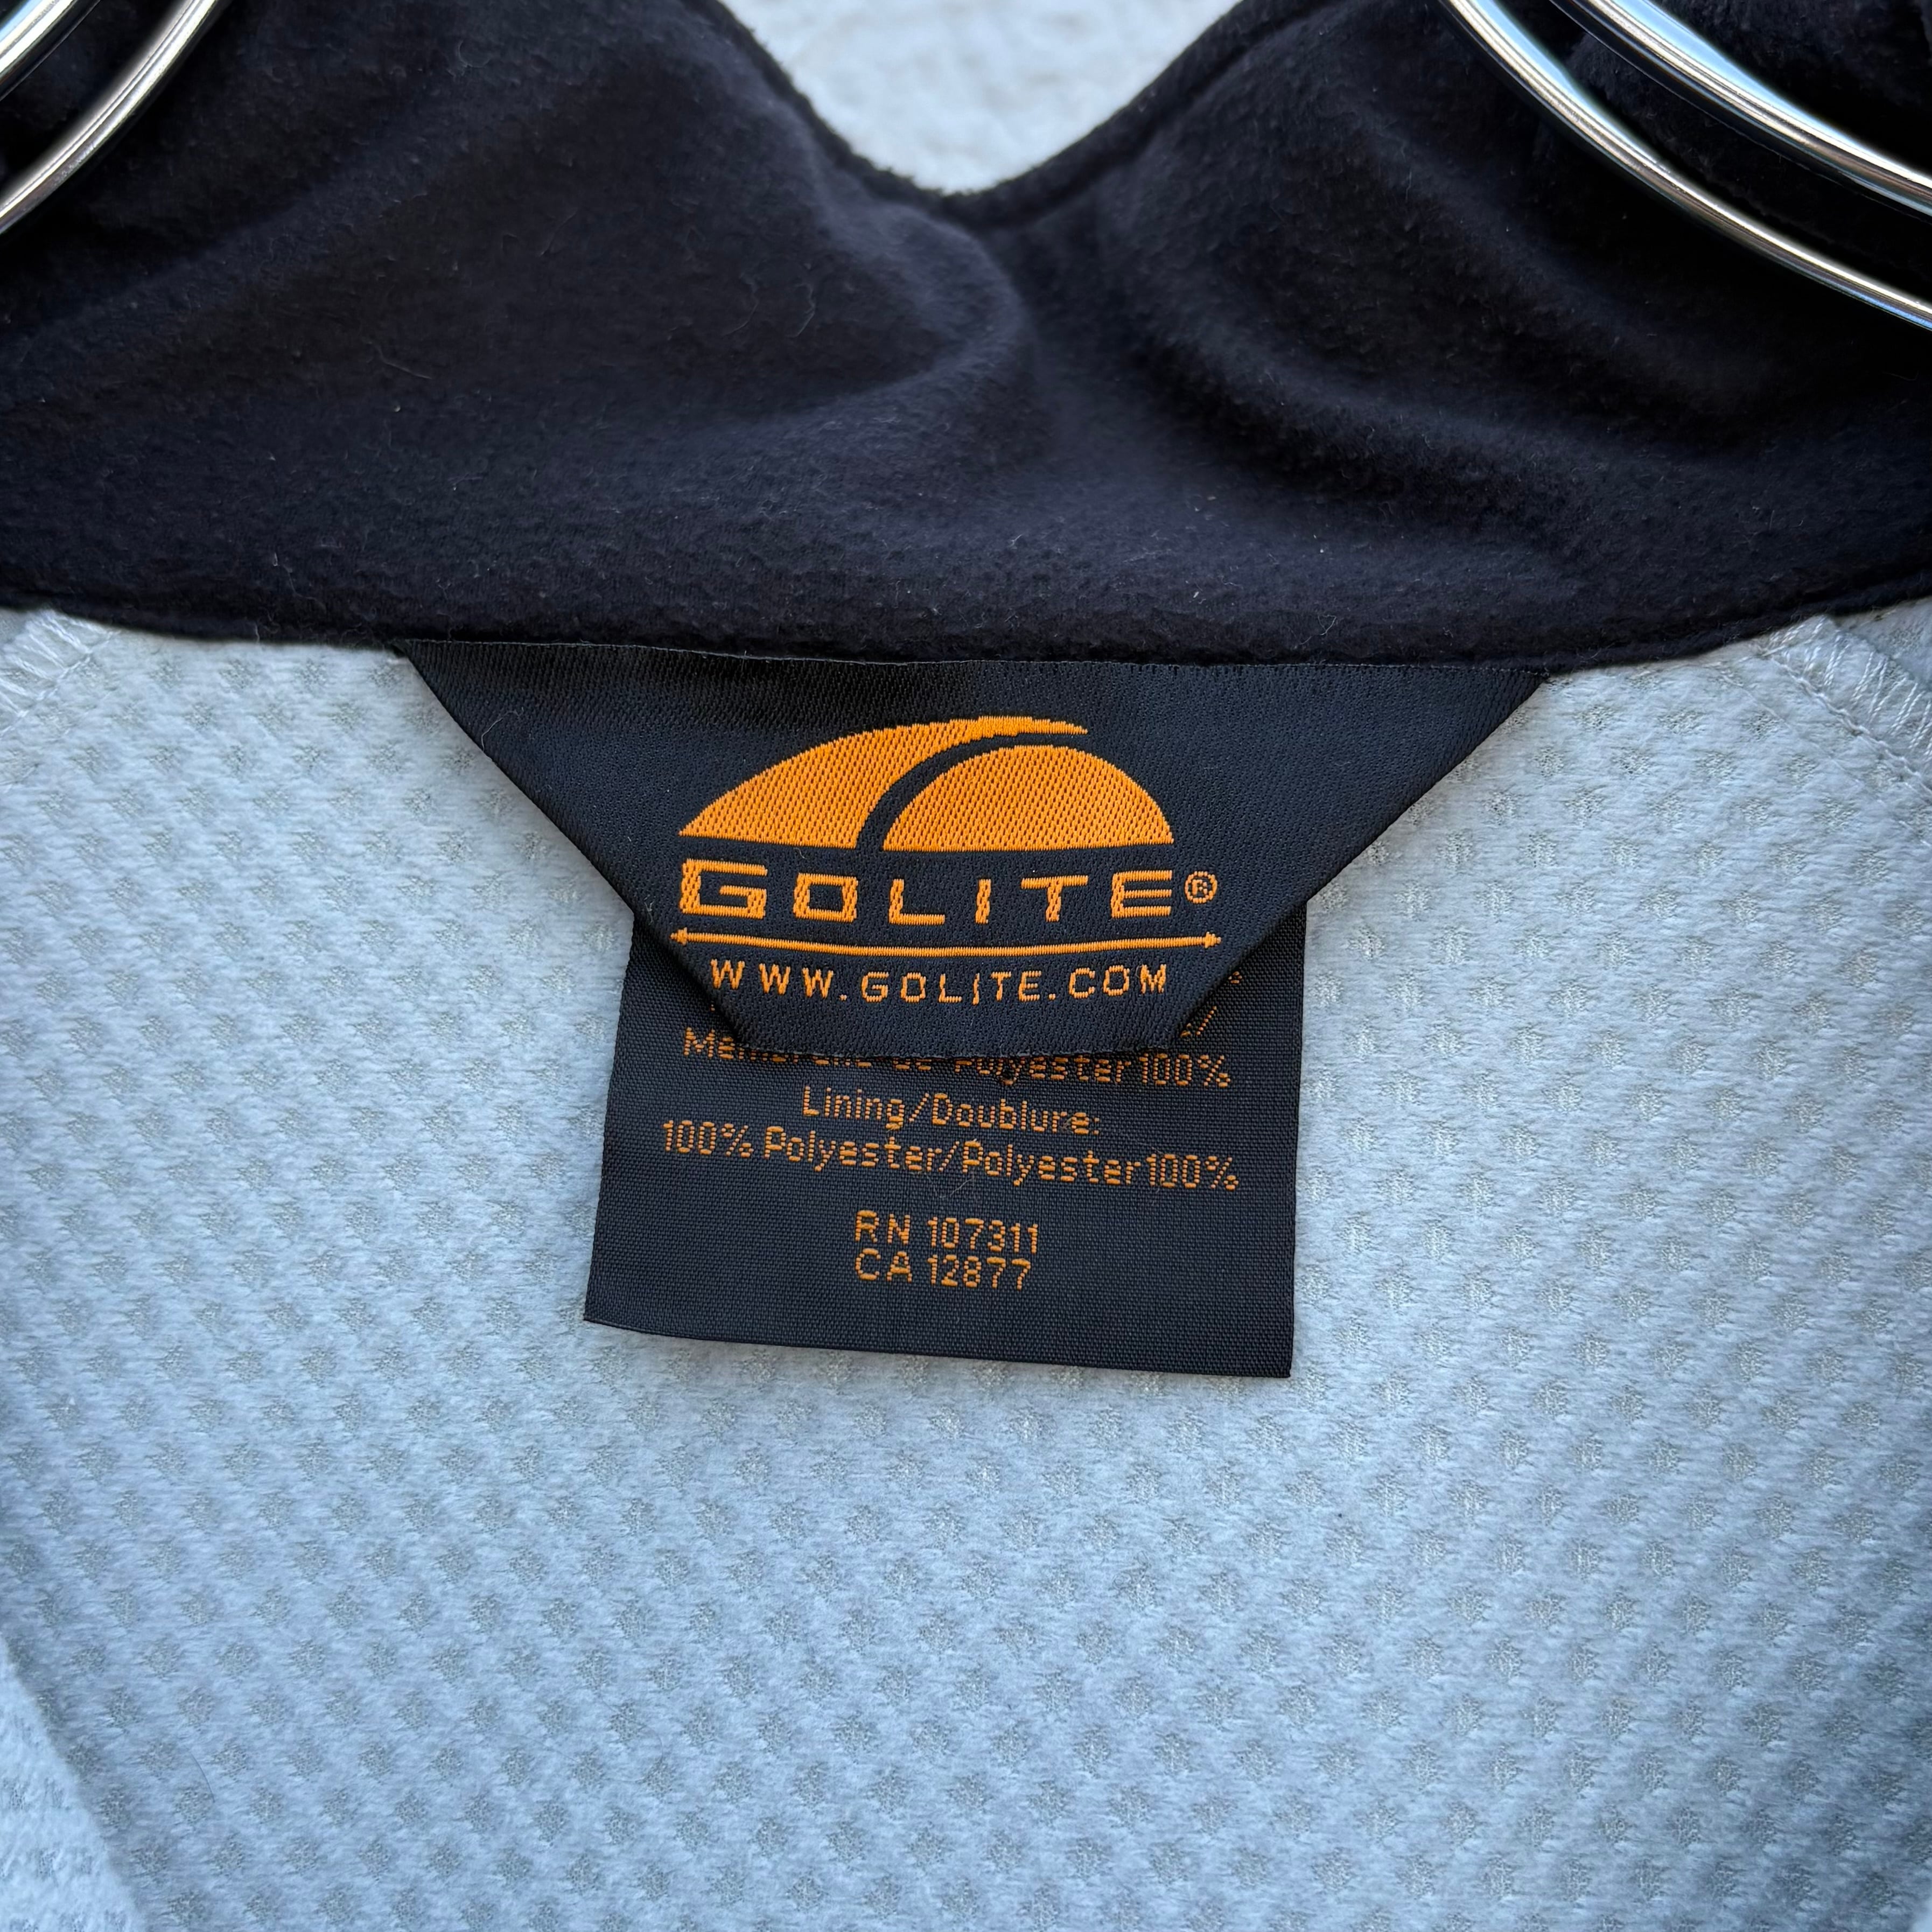 GOLITE®
WWW.GOLITE.COM
Polyester100%
Lining/Doublure:
100% Polyester/Polyester100%
RN 107311
CA 12877